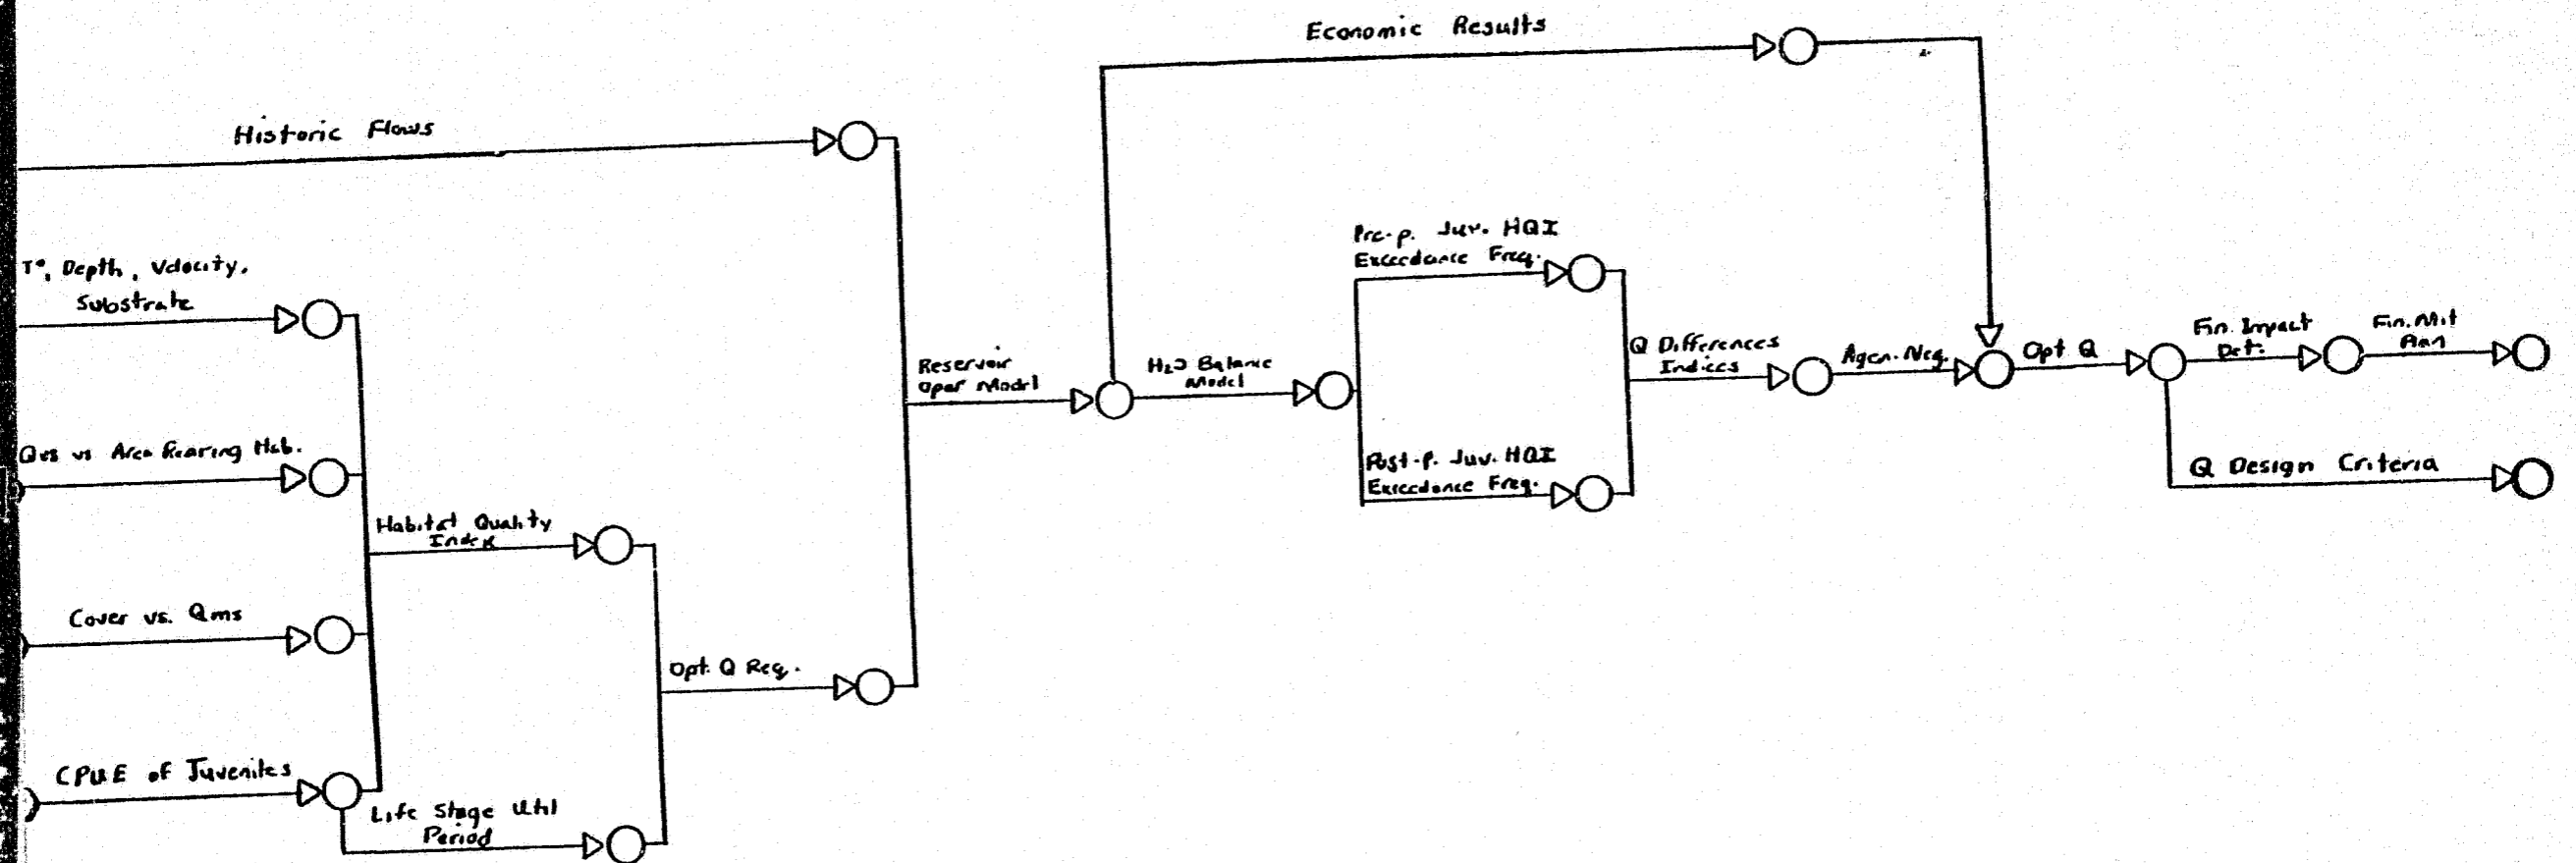 Economic Results
Historic Flows
T°, Depth, Velocity,
Substrate
Qms vs Area Rearing Hab.
Cover vs. Qms
CPUE of Juveniles
Habitat Quality
Index
Life Stage Util
Period
Opt. Q Req.
Reservoir
Oper Model
H2O Balance
Model
Pre-p. Juv. HQI
Exceedance Freq.
Post-p. Juv. HQI
Exceedance Freq.
Q Differences
Indices
Agen. Neg.
Opt Q
Fin. Impact
Det.
Fin. Mit
Plan
Q Design Criteria